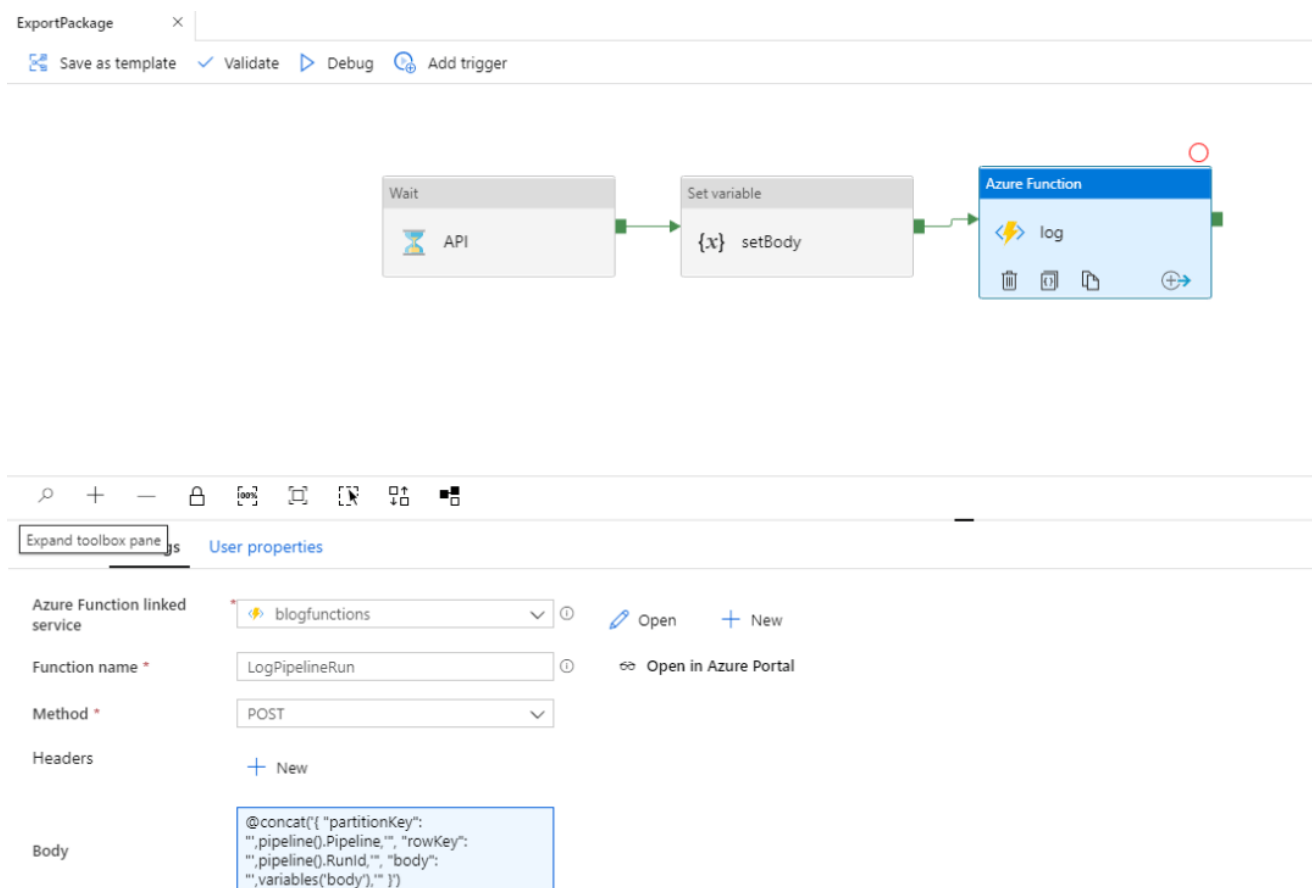 ExportPackage
Save as template Validate Debug Add trigger
Wait
API
Set variable
{x} setBody
Azure Function
log
100%
Expand toolbox pane gs User properties
Azure Function linked
service * blogfunctions Open New
Function name * LogPipelineRun Open in Azure Portal
Method * POST
Headers New
Body
@concat('{ "partitionKey":
"',pipeline().Pipeline,'", "rowKey":
"',pipeline().RunId,'", "body":
"',variables('body'),'" }')